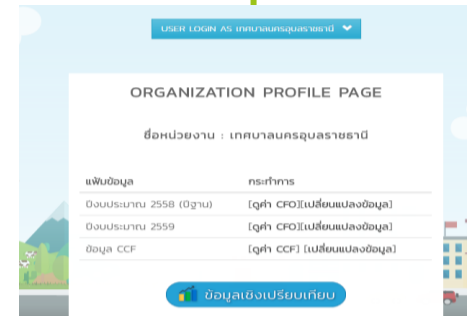 USER LOGIN AS เทศบาลนครอุบลราชธานี
ORGANIZATION PROFILE PAGE
ชื่อหน่วยงาน : เทศบาลนครอุบลราชธานี
แฟ้มข้อมูล กระทำการ
ปีงบประมาณ 2558 (ปีฐาน) [ดูค่า CFO][เปลี่ยนแปลงข้อมูล]
ปีงบประมาณ 2559 [ดูค่า CFO][เปลี่ยนแปลงข้อมูล]
ข้อมูล CCF [ดูค่า CCF] [เปลี่ยนแปลงข้อมูล]
ข้อมูลเชิงเปรียบเทียบ